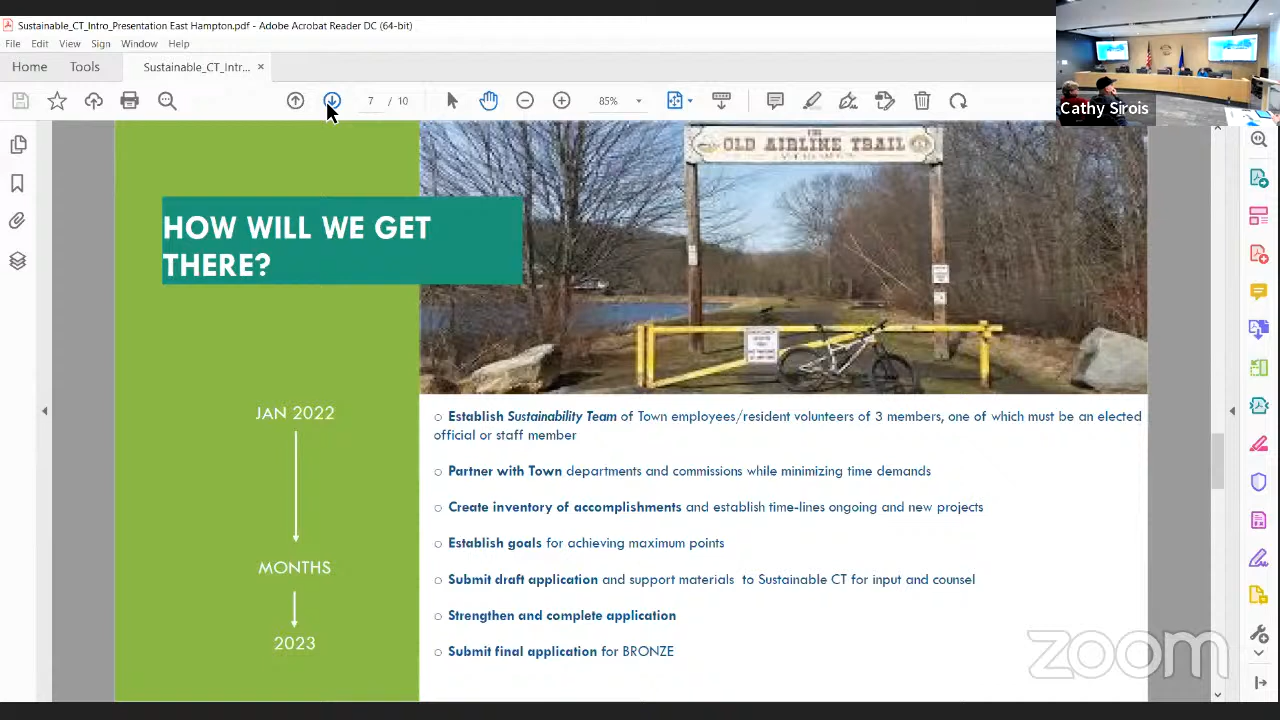 Sustainable_CT_Intro_Presentation East Hampton.pdf - Adobe Acrobat Reader DC (64-bit)
File Edit View Sign Window Help
Home Tools Sustainable_CT_Intr... ×
85%
Cathy Sirois
OLD AIRLINE TRAIL
HOW WILL WE GET
THERE?
JAN 2022
MONTHS
2023
○ Establish Sustainability Team of Town employees/resident volunteers of 3 members, one of which must be an elected
official or staff member
○ Partner with Town departments and commissions while minimizing time demands
○ Create inventory of accomplishments and establish time-lines ongoing and new projects
○ Establish goals for achieving maximum points
○ Submit draft application and support materials to Sustainable CT for input and counsel
○ Strengthen and complete application
○ Submit final application for BRONZE
zoom